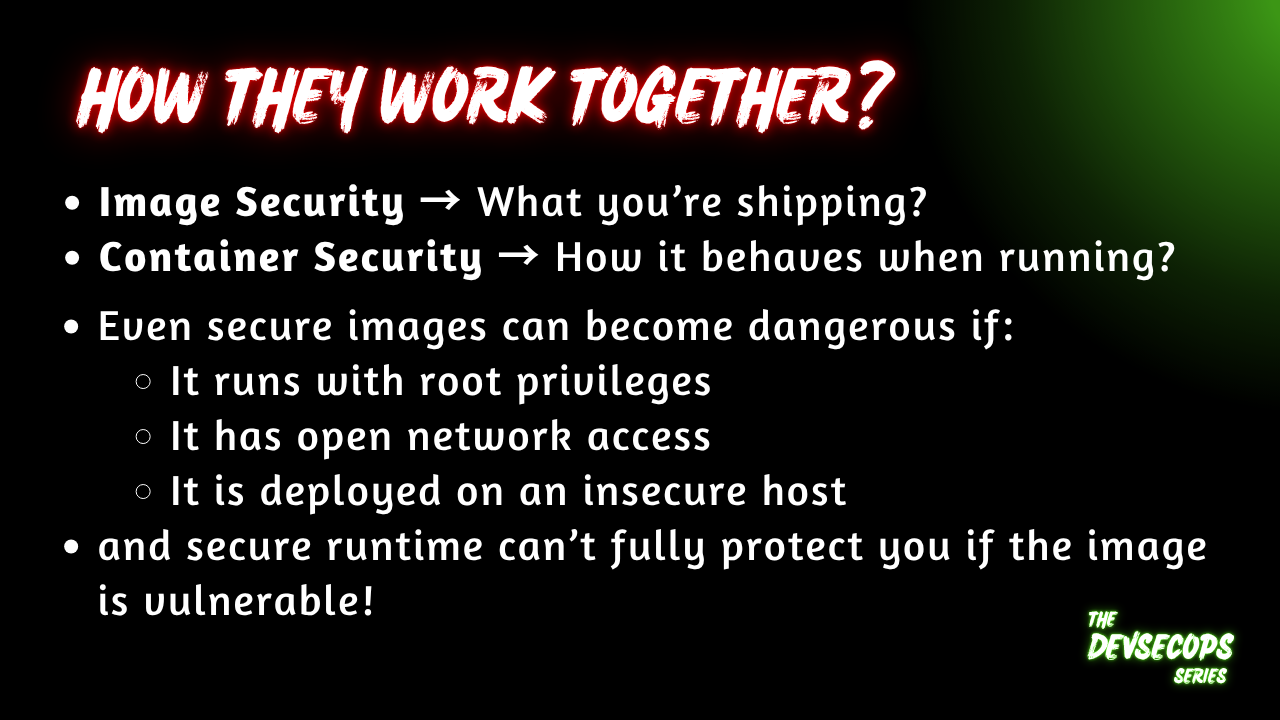 HOW THEY WORK TOGETHER?
• Image Security → What you’re shipping?
• Container Security → How it behaves when running?
• Even secure images can become dangerous if:
○ It runs with root privileges
○ It has open network access
○ It is deployed on an insecure host
• and secure runtime can’t fully protect you if the image
is vulnerable!
THE
DEVSECOPS
SERIES